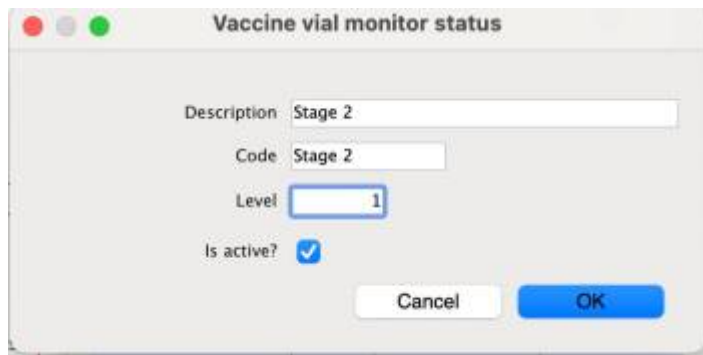 Vaccine vial monitor status
Description Stage 2
Code Stage 2
Level 1
Is active?
Cancel OK